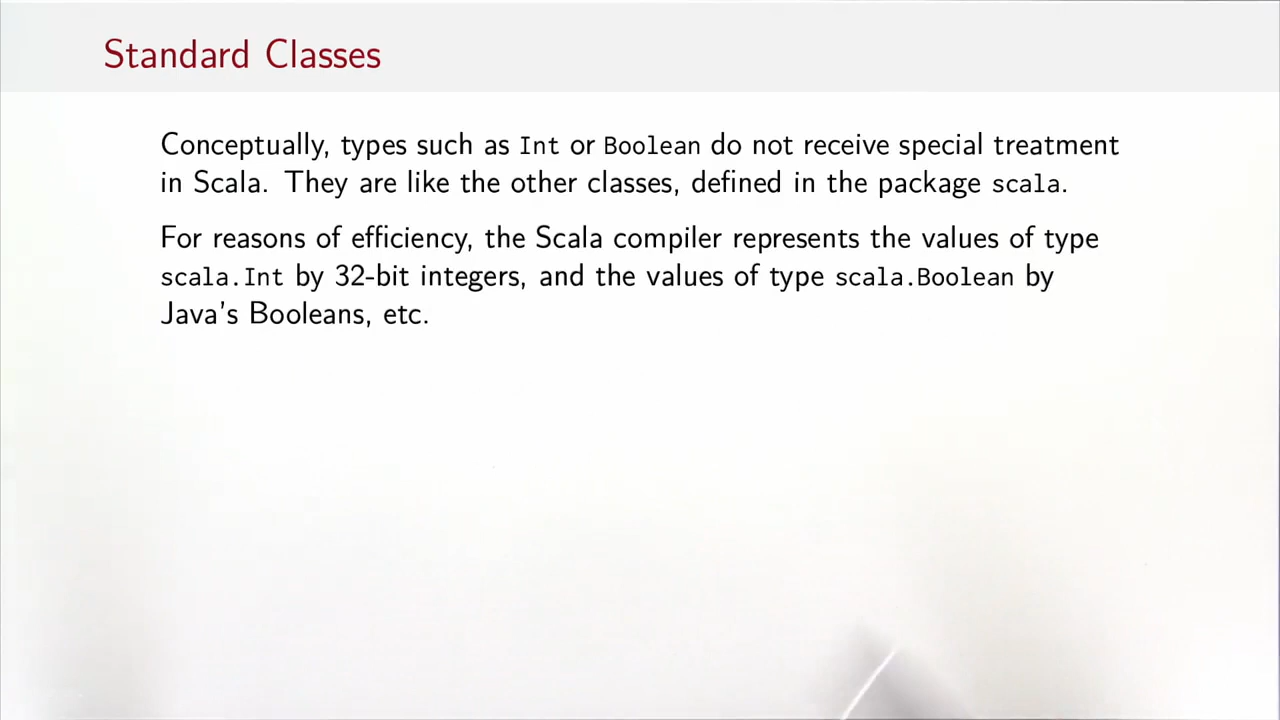 Standard Classes
Conceptually, types such as Int or Boolean do not receive special treatment
in Scala. They are like the other classes, defined in the package scala.
For reasons of efficiency, the Scala compiler represents the values of type
scala.Int by 32-bit integers, and the values of type scala.Boolean by
Java's Booleans, etc.